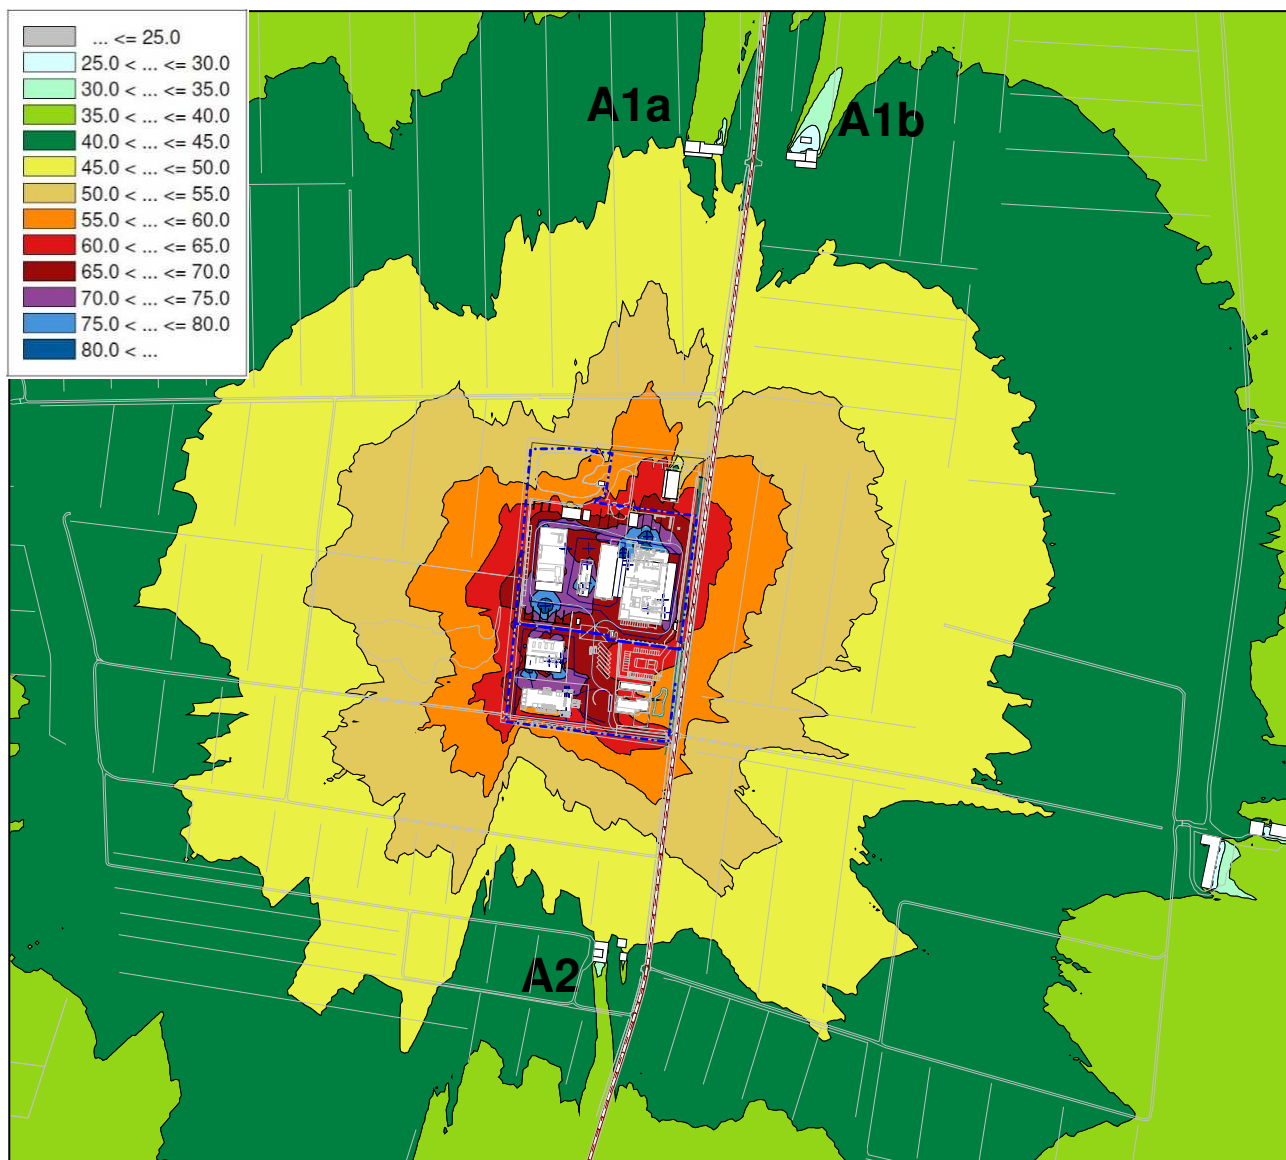 ... <= 25.0
25.0 < ... <= 30.0
30.0 < ... <= 35.0
35.0 < ... <= 40.0
40.0 < ... <= 45.0
45.0 < ... <= 50.0
50.0 < ... <= 55.0
55.0 < ... <= 60.0
60.0 < ... <= 65.0
65.0 < ... <= 70.0
70.0 < ... <= 75.0
75.0 < ... <= 80.0
80.0 < ...
A1a
A1b
A2